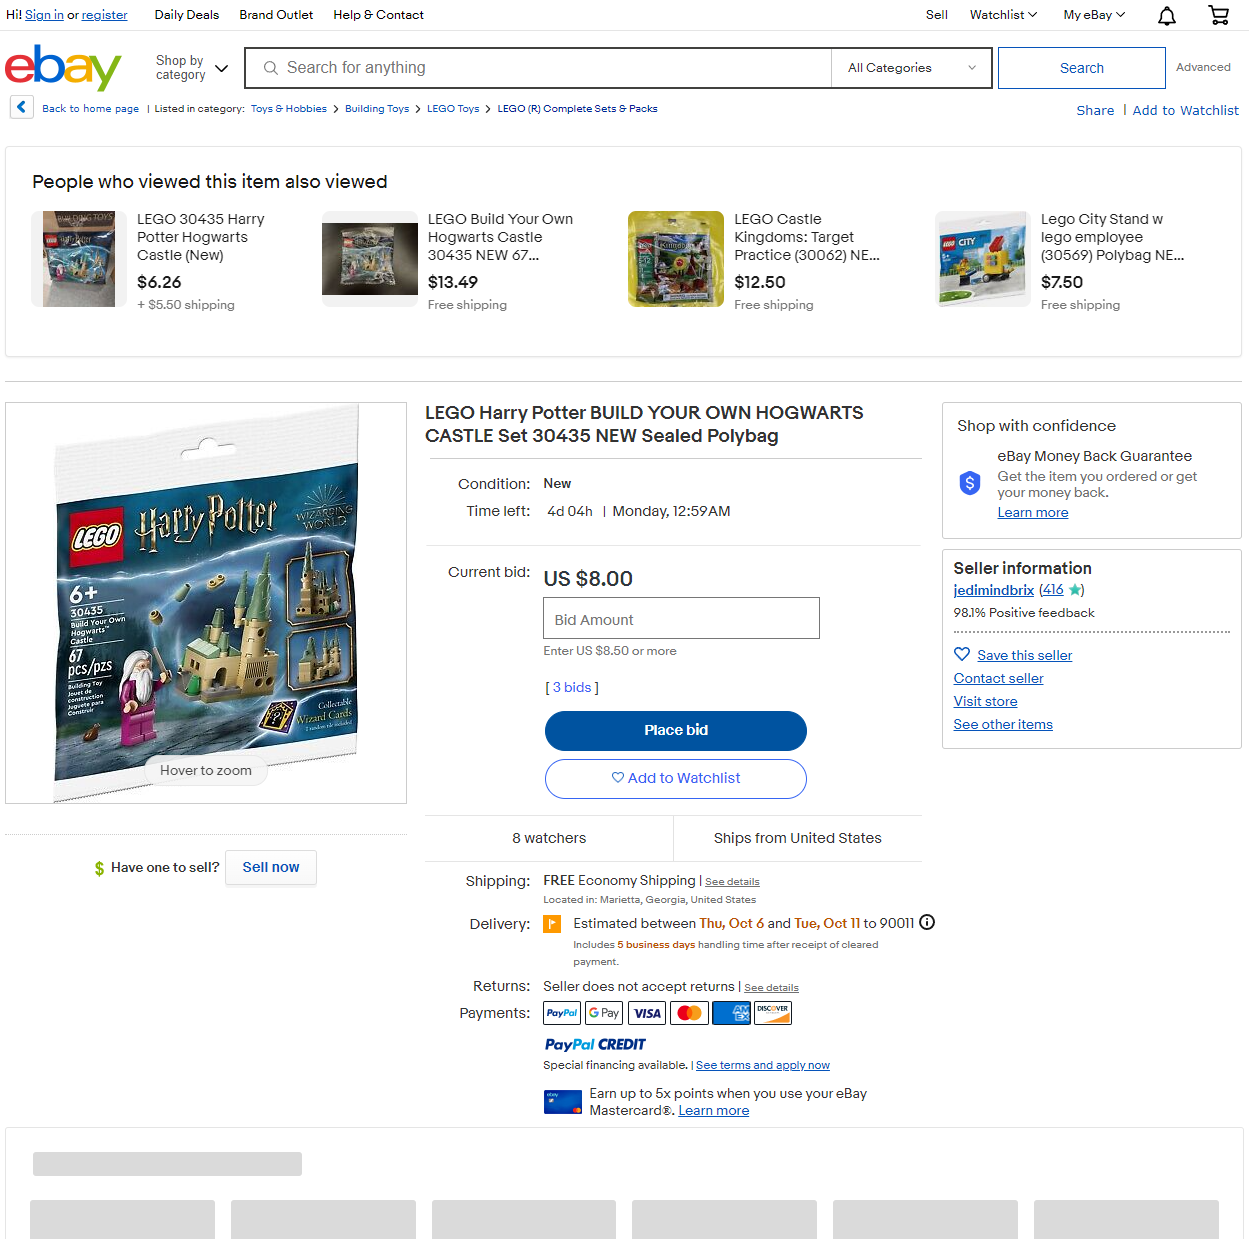 Hi! Sign in or register Daily Deals Brand Outlet Help & Contact Sell Watchlist My eBay
ebay Shop by category Search for anything All Categories Search Advanced
Back to home page | Listed in category: Toys & Hobbies > Building Toys > LEGO Toys > LEGO (R) Complete Sets & Packs
Share | Add to Watchlist
People who viewed this item also viewed
LEGO 30435 Harry
Potter Hogwarts
Castle (New)
$6.26
+ $5.50 shipping
LEGO Build Your Own
Hogwarts Castle
30435 NEW 67...
$13.49
Free shipping
LEGO Castle
Kingdoms: Target
Practice (30062) NE...
$12.50
Free shipping
Lego City Stand w
lego employee
(30569) Polybag NE...
$7.50
Free shipping
LEGO
Harry Potter
WIZARDING
WORLD
6+
30435
Build Your Own
Hogwarts™
Castle
67
pcs/pzs
Building Toy
Jouet de
construction
Juguete para
Construir
Collectable
Wizard Cards
1 random tile included
Hover to zoom
$ Have one to sell? Sell now
LEGO Harry Potter BUILD YOUR OWN HOGWARTS
CASTLE Set 30435 NEW Sealed Polybag
Condition: New
Time left: 4d 04h | Monday, 12:59AM
Current bid: US $8.00
Bid Amount
Enter US $8.50 or more
[ 3 bids ]
Place bid
Add to Watchlist
8 watchers Ships from United States
Shipping: FREE Economy Shipping | See details
Located in: Marietta, Georgia, United States
Delivery: Estimated between Thu, Oct 6 and Tue, Oct 11 to 90011
Includes 5 business days handling time after receipt of cleared
payment.
Returns: Seller does not accept returns | See details
Payments: PayPal G Pay VISA AMEX DISCOVER
PayPal CREDIT
Special financing available. | See terms and apply now
ebay
Earn up to 5x points when you use your eBay
Mastercard®. Learn more
Shop with confidence
eBay Money Back Guarantee
Get the item you ordered or get
your money back.
Learn more
Seller information
jedimindbrix (416)
98.1% Positive feedback
Save this seller
Contact seller
Visit store
See other items